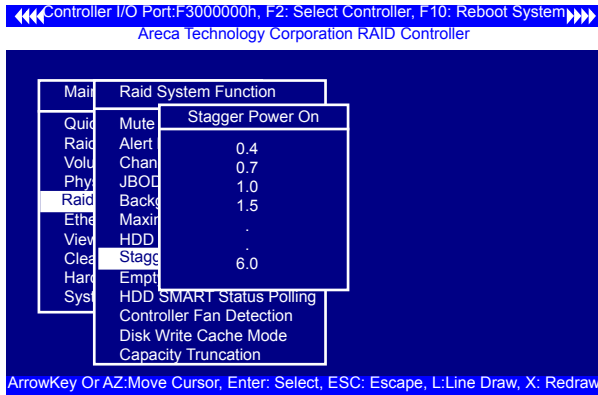 Controller I/O Port:F3000000h, F2: Select Controller, F10: Reboot System
Areca Technology Corporation RAID Controller
Mai
Raid System Function
Quic
Raid
Volu
Phy
Raid
Ethe
View
Clea
Hard
Syst
Mute
Alert
Chan
JBOD
Backg
Maxim
HDD
Stagg
Empt
HDD SMART Status Polling
Controller Fan Detection
Disk Write Cache Mode
Capacity Truncation
Stagger Power On
0.4
0.7
1.0
1.5
.
.
6.0
ArrowKey Or AZ:Move Cursor, Enter: Select, ESC: Escape, L:Line Draw, X: Redraw